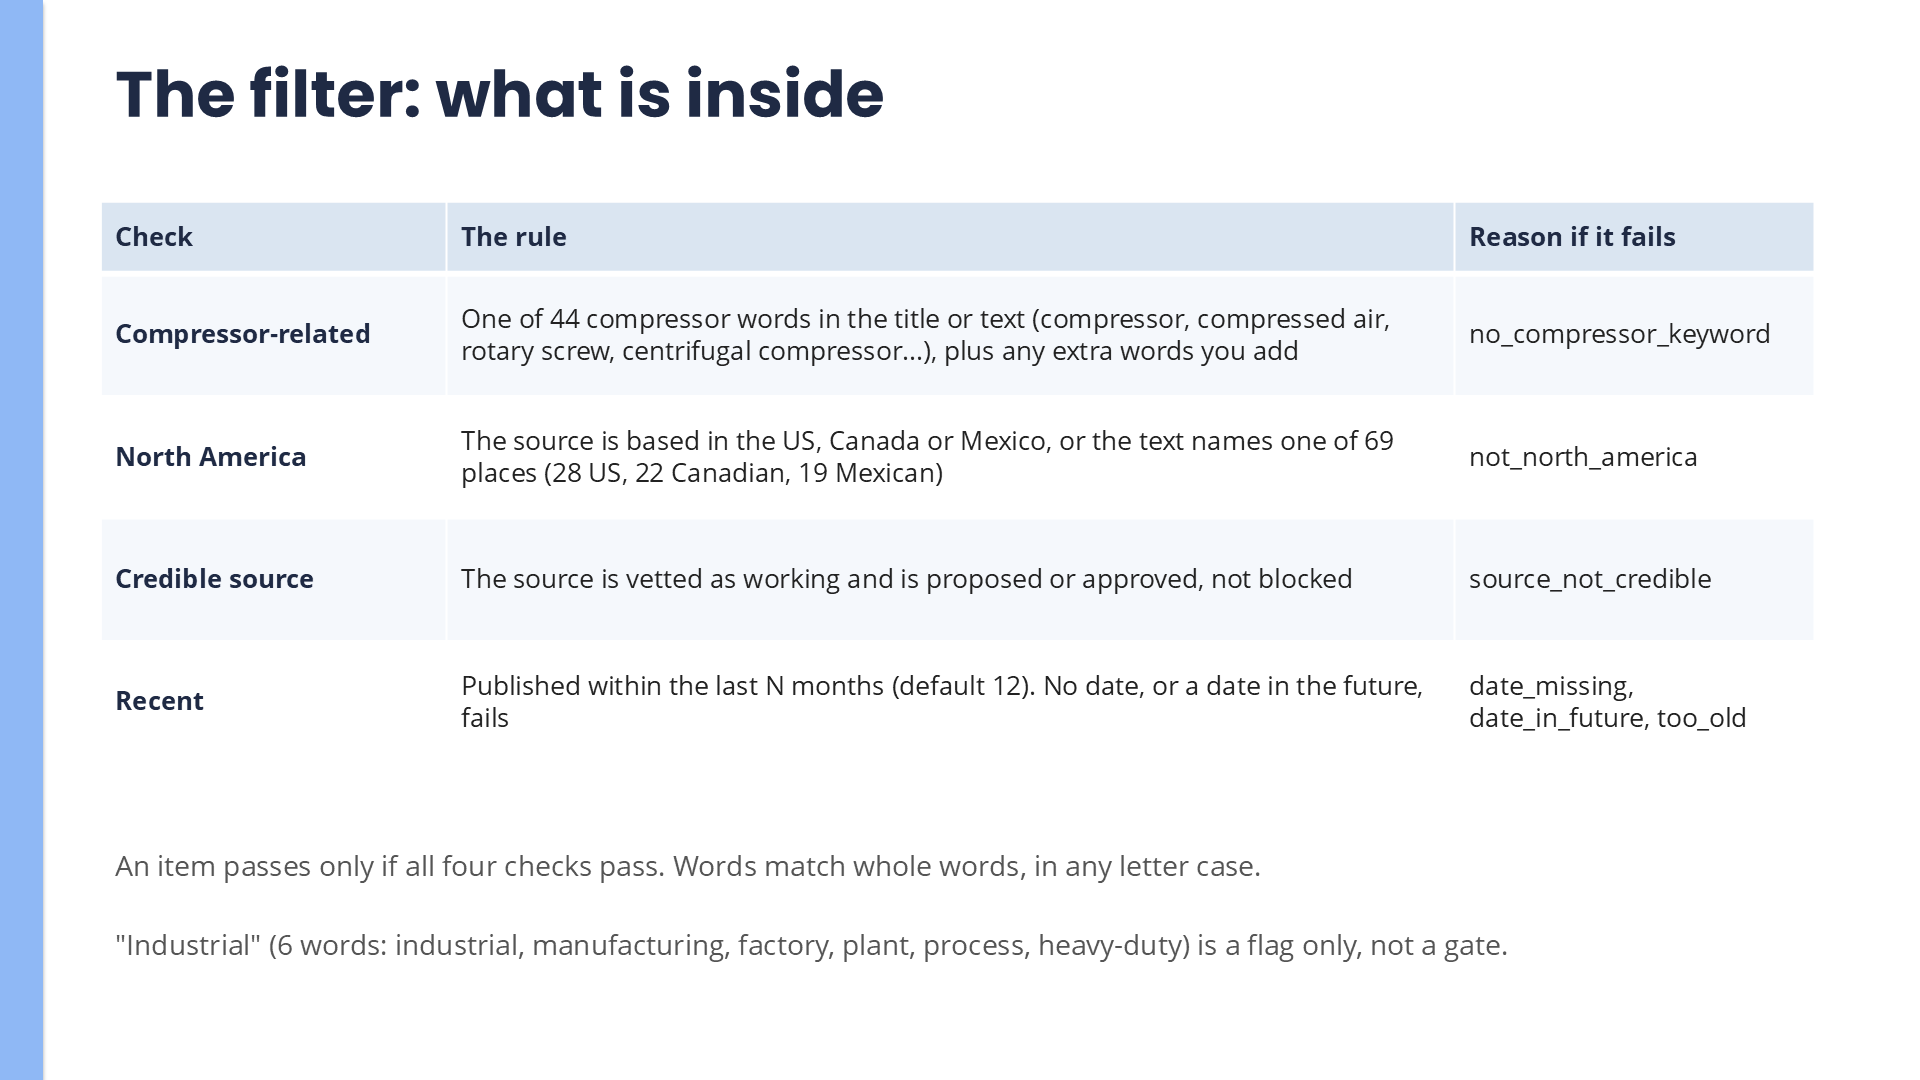 The filter: what is inside
Check
The rule
Reason if it fails
Compressor-related
One of 44 compressor words in the title or text (compressor, compressed air,
rotary screw, centrifugal compressor...), plus any extra words you add
no_compressor_keyword
North America
The source is based in the US, Canada or Mexico, or the text names one of 69
places (28 US, 22 Canadian, 19 Mexican)
not_north_america
Credible source
The source is vetted as working and is proposed or approved, not blocked
source_not_credible
Recent
Published within the last N months (default 12). No date, or a date in the future,
fails
date_missing,
date_in_future, too_old
An item passes only if all four checks pass. Words match whole words, in any letter case.
"Industrial" (6 words: industrial, manufacturing, factory, plant, process, heavy-duty) is a flag only, not a gate.